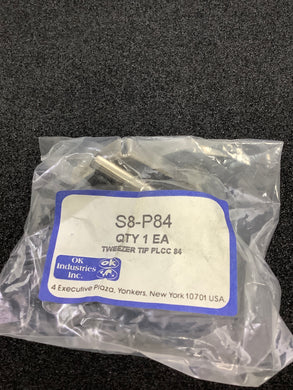 S8-P84
QTY 1 EA
TWEEZER TIP PLCC 84
OK
Industries
Inc.
OK
4 Executive Plaza, Yonkers, New York 10701 USA